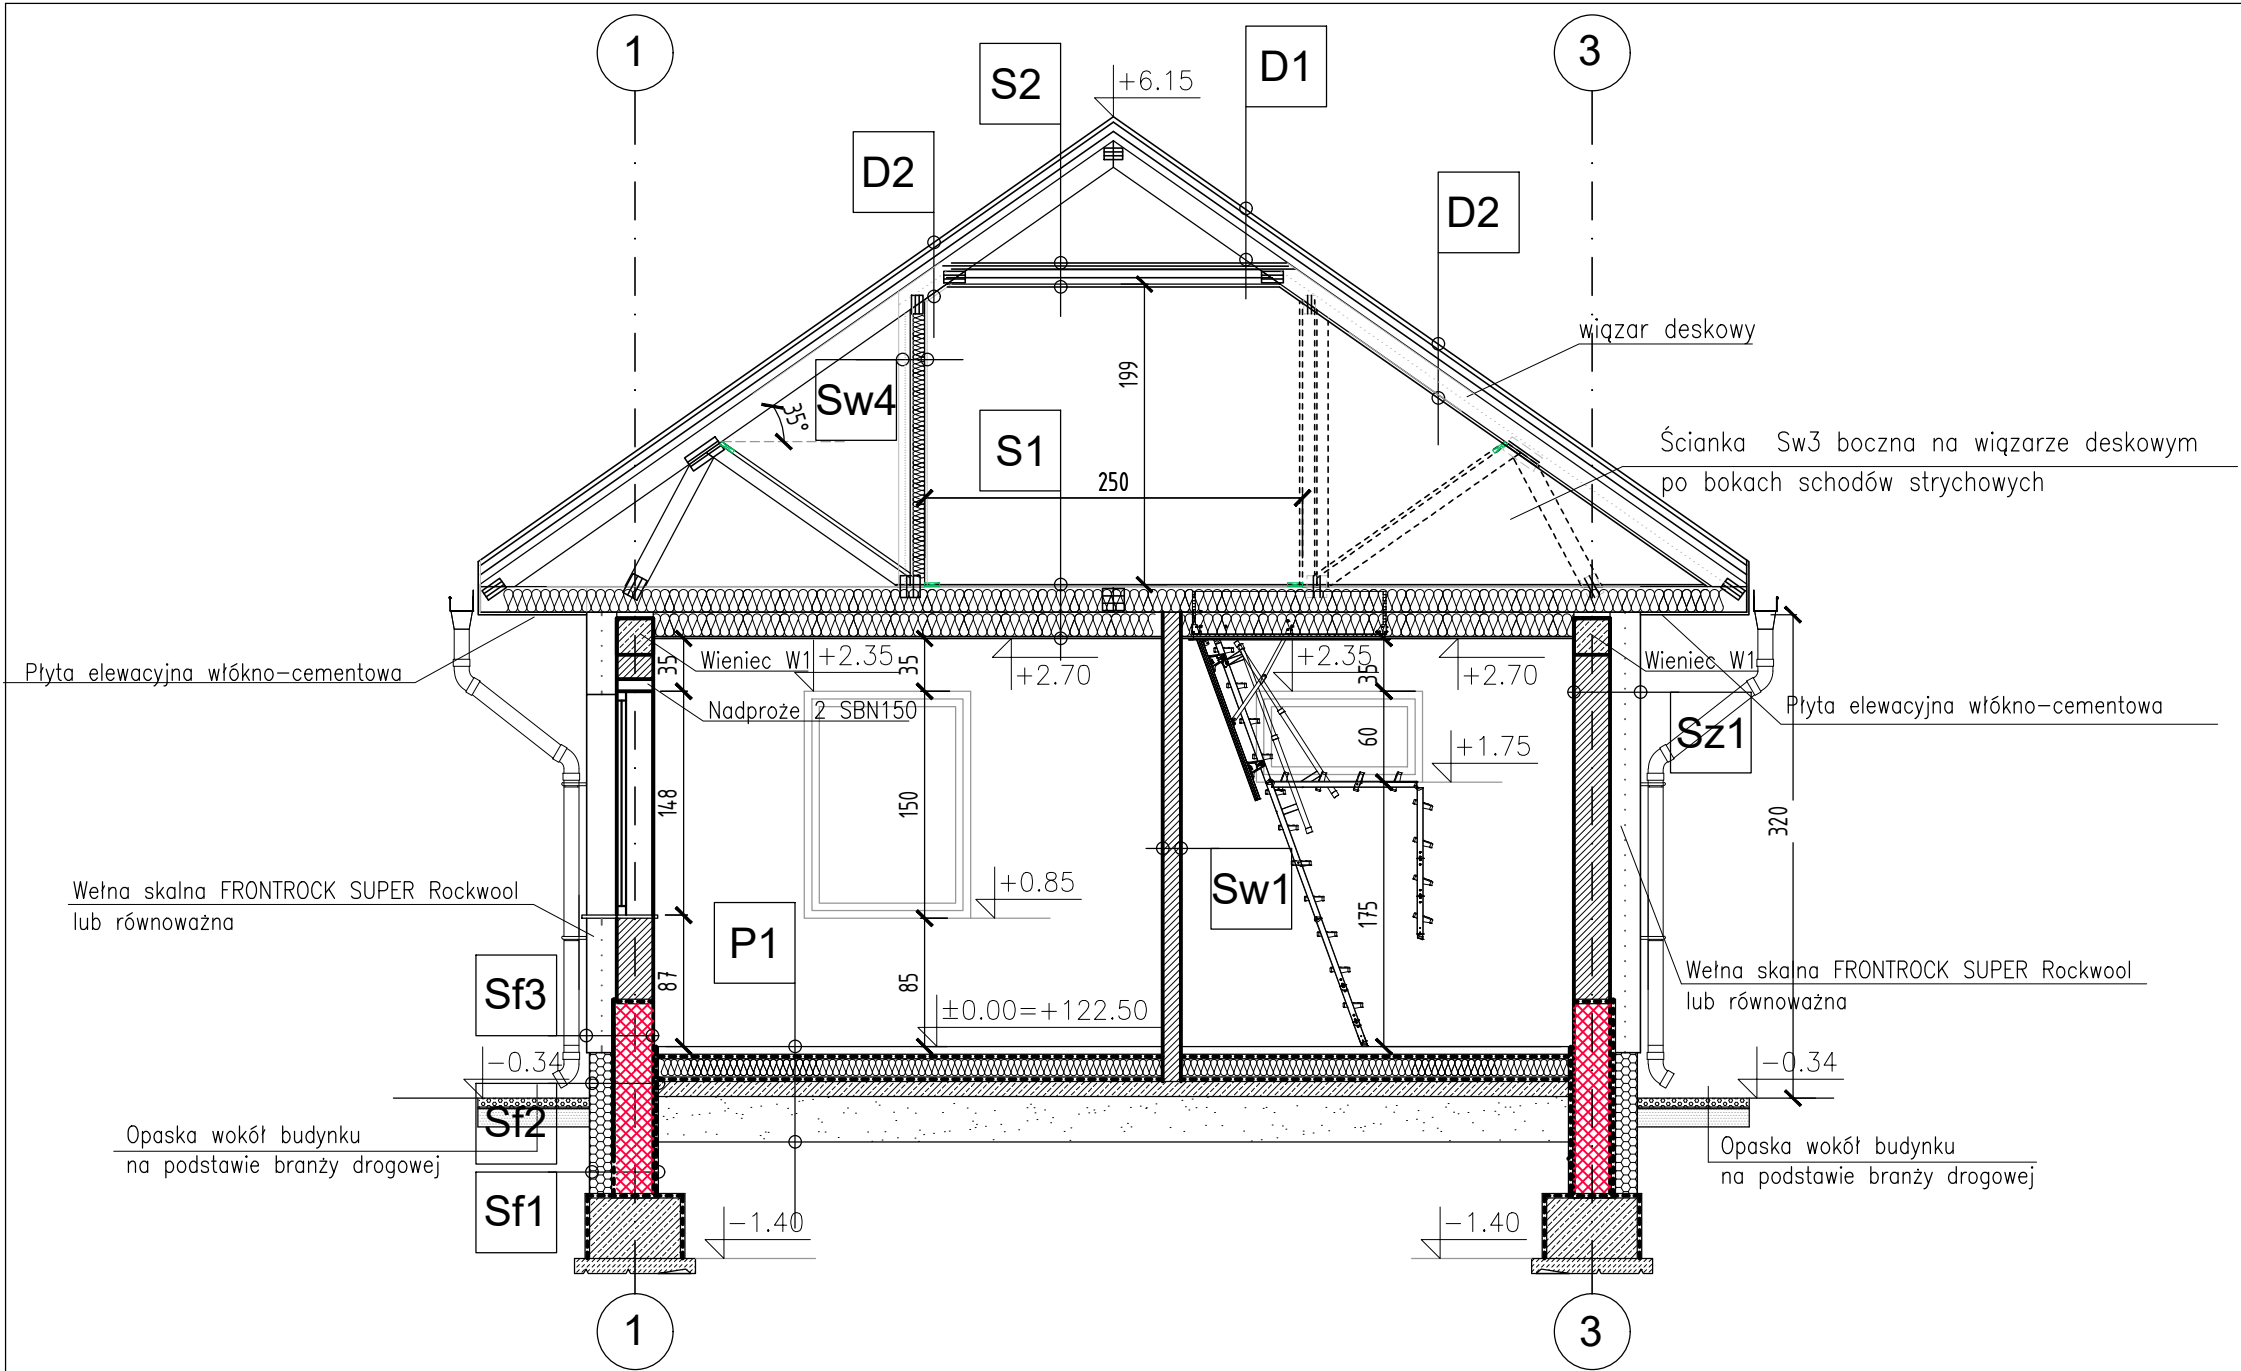 1
3
S2
+6.15
D1
D2
D2
wiązar deskowy
199
Sw4
35°
S1
250
Ścianka Sw3 boczna na wiązarze deskowym
po bokach schodów strychowych
35
Wieniec W1
+2.35
35
+2.70
+2.35
35
+2.70
Wieniec W1
Płyta elewacyjna włókno-cementowa
Nadproże 2 SBN150
Płyta elewacyjna włókno-cementowa
Sz1
60
+1.75
148
150
320
Wełna skalna FRONTROCK SUPER Rockwool
lub równoważna
+0.85
Sw1
175
P1
87
85
Sf3
Wełna skalna FRONTROCK SUPER Rockwool
lub równoważna
±0.00=+122.50
-0.34
-0.34
Sf2
Opaska wokół budynku
na podstawie branży drogowej
Opaska wokół budynku
na podstawie branży drogowej
Sf1
-1.40
-1.40
1
3